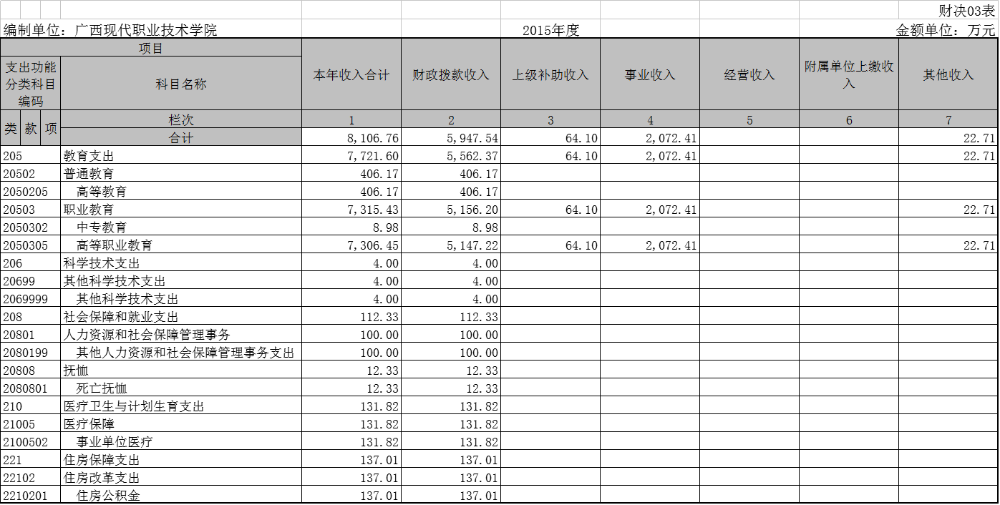 财决03表
编制单位：广西现代职业技术学院 2015年度 金额单位：万元
项目
支出功能分类科目编码 科目名称 本年收入合计 财政拨款收入 上级补助收入 事业收入 经营收入 附属单位上缴收入 其他收入
类 款 项 栏次 1 2 3 4 5 6 7
合计 8,106.76 5,947.54 64.10 2,072.41 22.71
205 教育支出 7,721.60 5,562.37 64.10 2,072.41 22.71
20502 普通教育 406.17 406.17
2050205 高等教育 406.17 406.17
20503 职业教育 7,315.43 5,156.20 64.10 2,072.41 22.71
2050302 中专教育 8.98 8.98
2050305 高等职业教育 7,306.45 5,147.22 64.10 2,072.41 22.71
206 科学技术支出 4.00 4.00
20699 其他科学技术支出 4.00 4.00
2069999 其他科学技术支出 4.00 4.00
208 社会保障和就业支出 112.33 112.33
20801 人力资源和社会保障管理事务 100.00 100.00
2080199 其他人力资源和社会保障管理事务支出 100.00 100.00
20808 抚恤 12.33 12.33
2080801 死亡抚恤 12.33 12.33
210 医疗卫生与计划生育支出 131.82 131.82
21005 医疗保障 131.82 131.82
2100502 事业单位医疗 131.82 131.82
221 住房保障支出 137.01 137.01
22102 住房改革支出 137.01 137.01
2210201 住房公积金 137.01 137.01